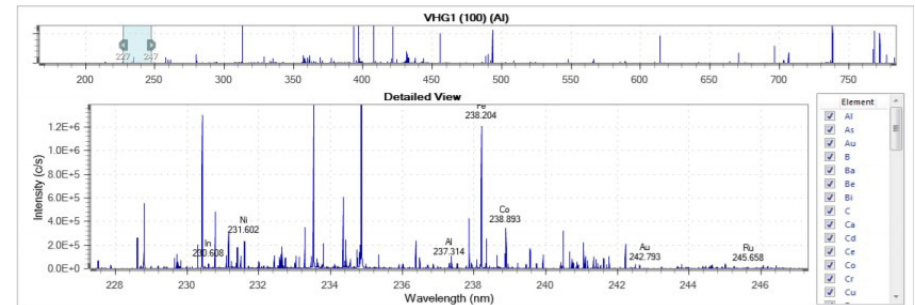 VHG1 (100) (Al)
227 247
200 250 300 350 400 450 500 550 600 650 700 750
Detailed View
Intensity (c/s)
1.2E+6
1.0E+6
8.0E+5
6.0E+5
4.0E+5
2.0E+5
0.0E+0
Fe
238.204
Co
238.893
Ni
231.602
In
230.608
Al
237.314
Au
242.793
Ru
245.658
228 230 232 234 236 238 240 242 244 246
Wavelength (nm)
Element
Al
As
Au
B
Ba
Be
Bi
C
Ca
Cd
Ce
Co
Cr
Cu